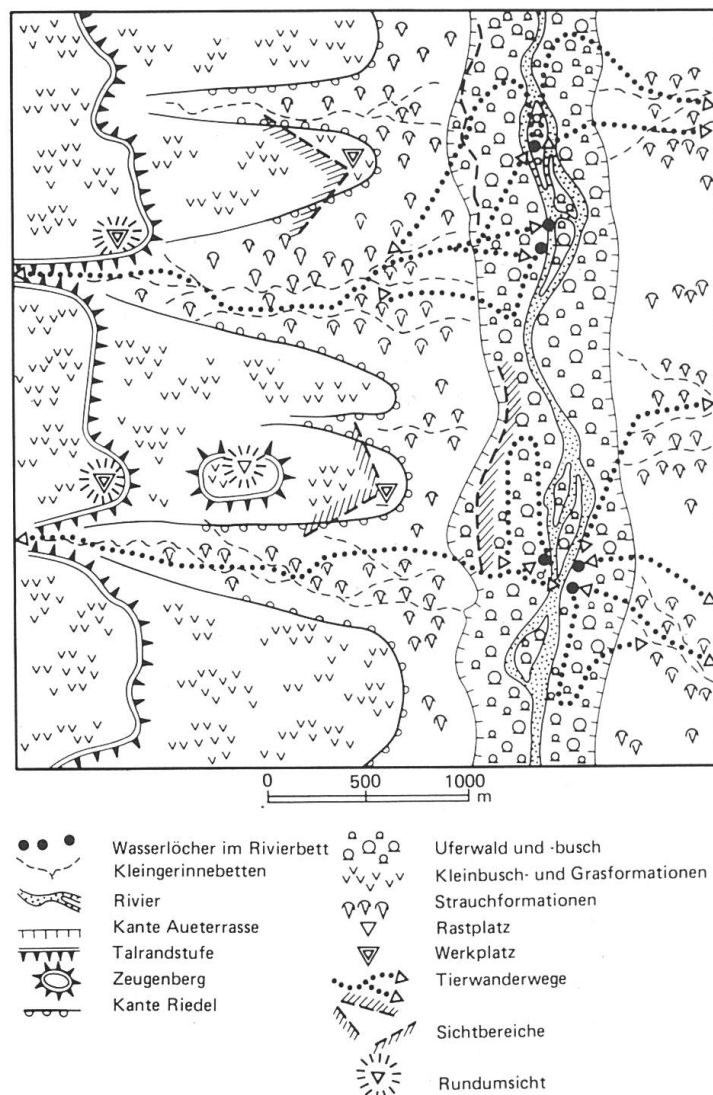 0 500 1000
m
Wasserlöcher im Rivierbett
Kleingerinnebetten
Rivier
Kante Aueterrasse
Talrandstufe
Zeugenberg
Kante Riedel
Uferwald und -busch
Kleinbusch- und Grasformationen
Strauchformationen
Rastplatz
Werkplatz
Tierwanderwege
Sichtbereiche
Rundumsicht